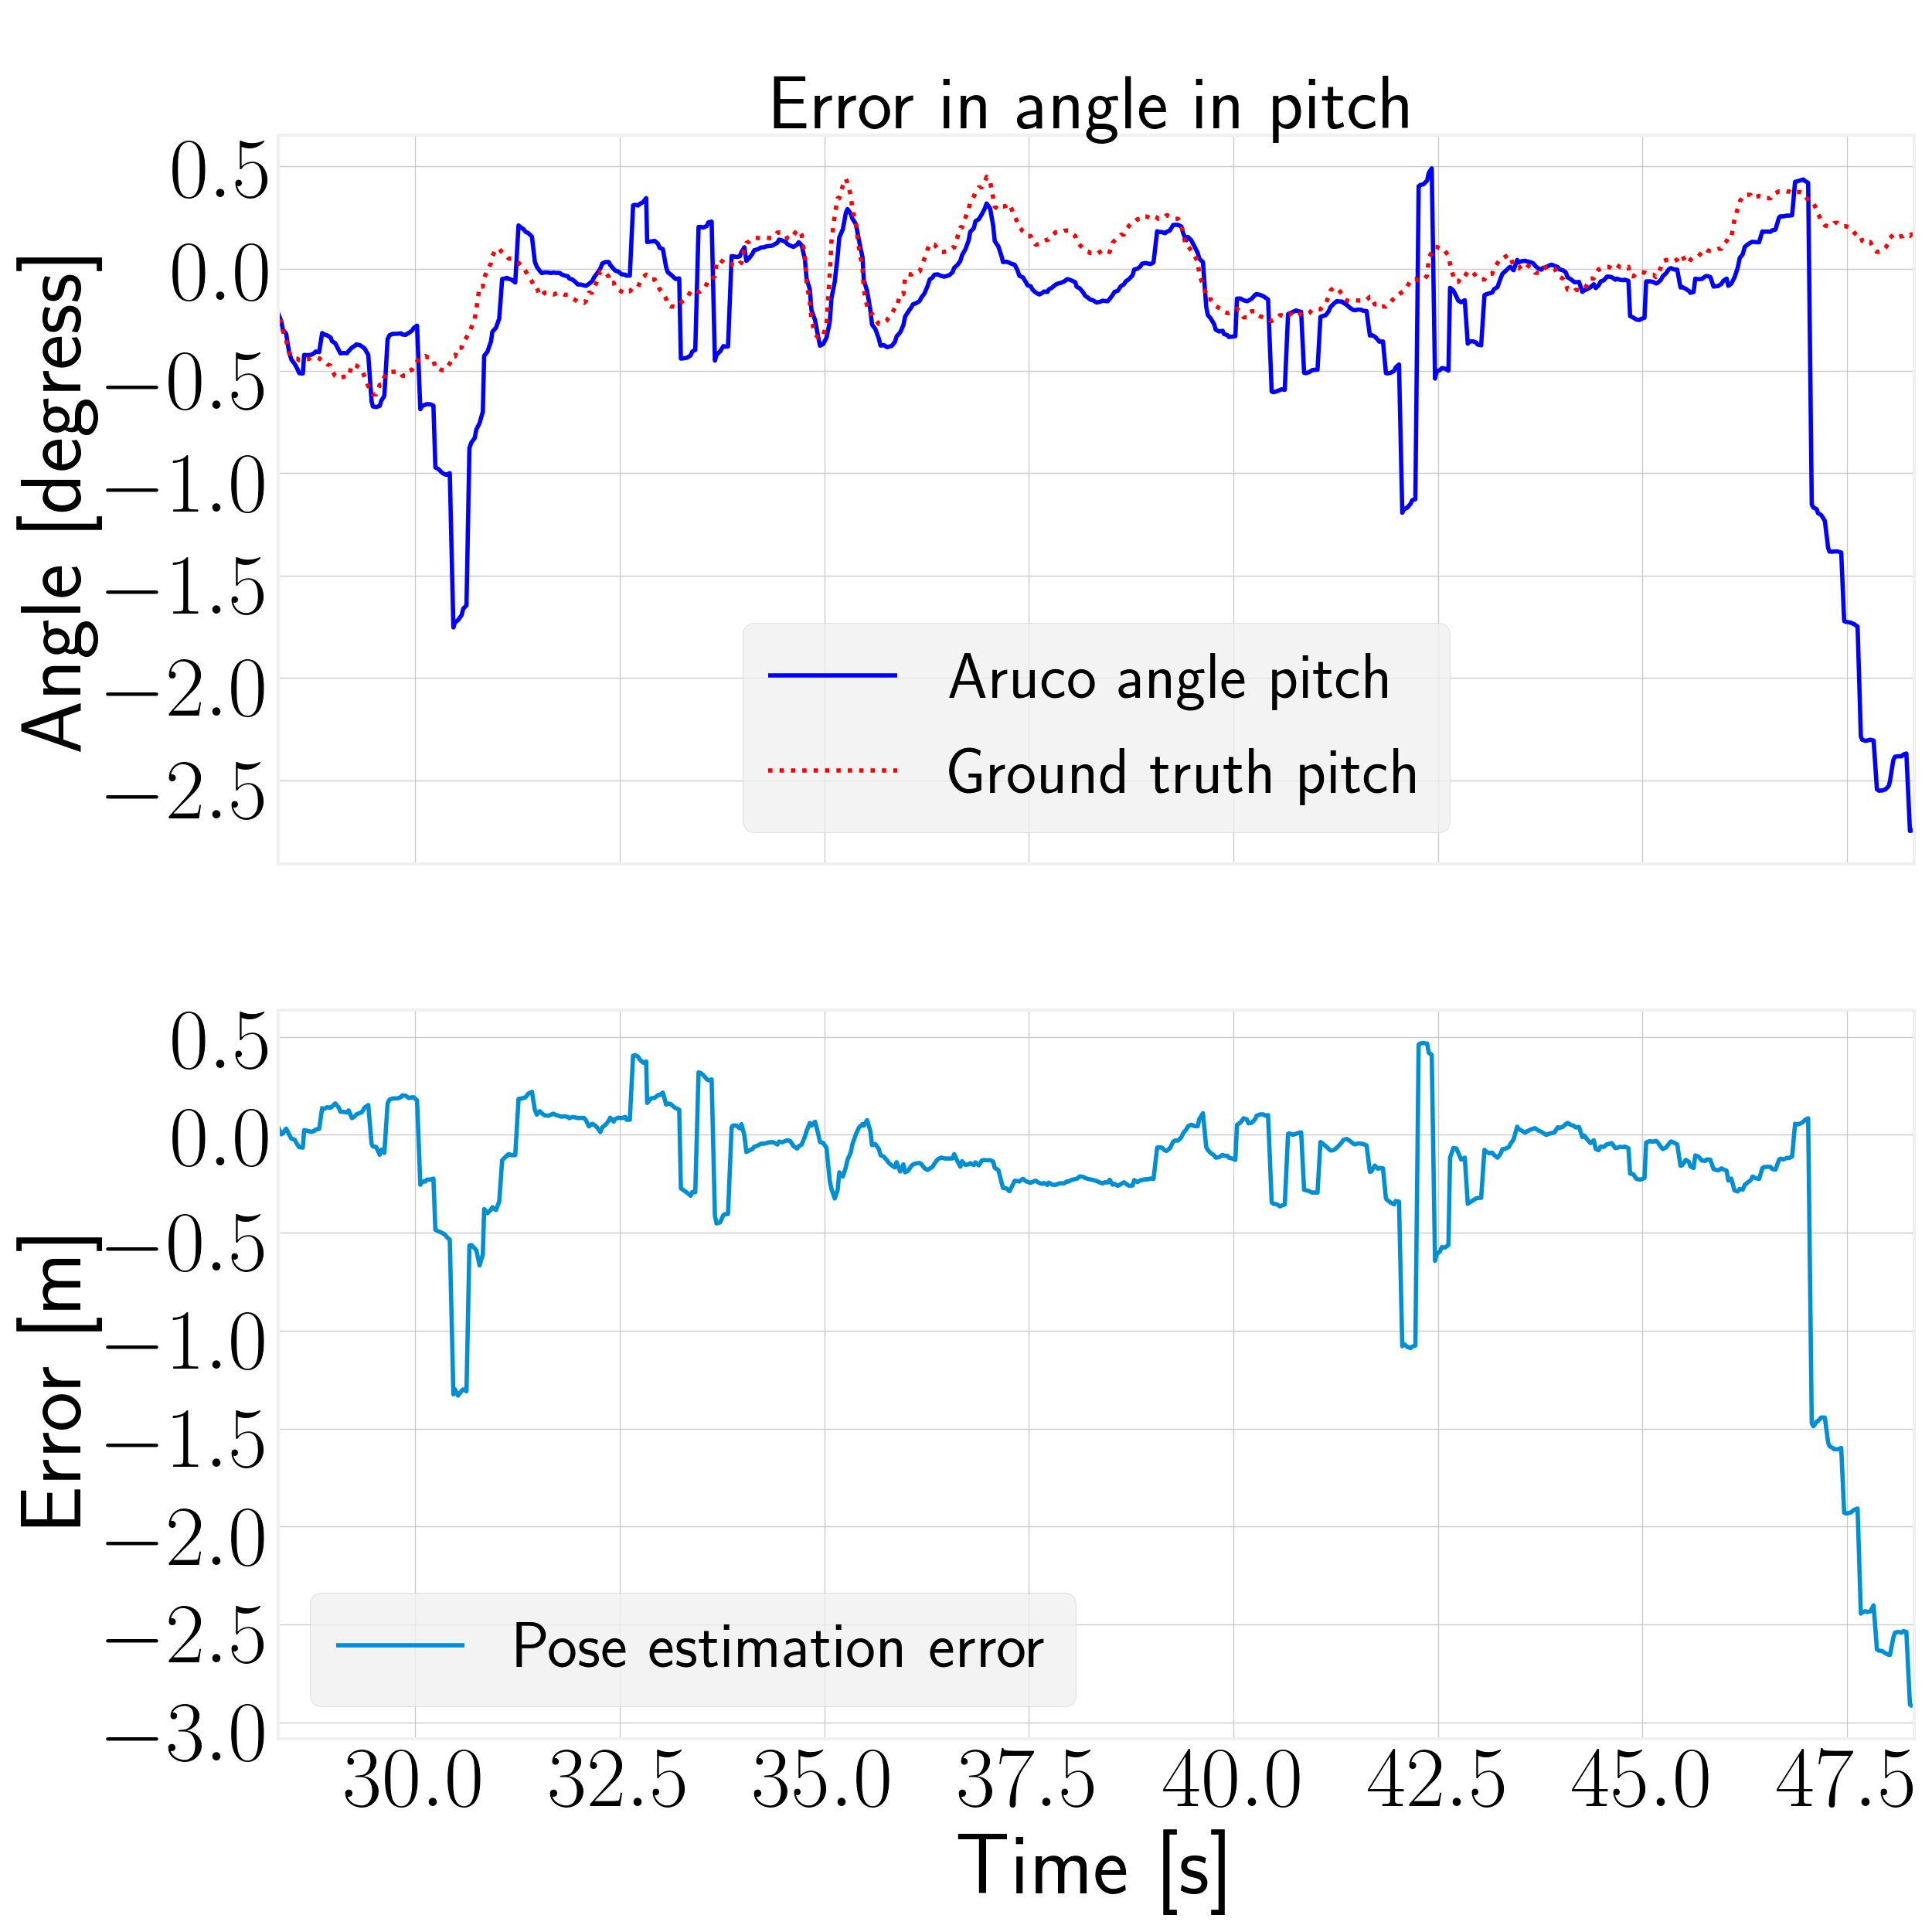 Error in angle in pitch
Angle [degress]
0.5
0.0
−0.5
−1.0
−1.5
−2.0
−2.5
Aruco angle pitch
Ground truth pitch
Error [m]
0.5
0.0
−0.5
−1.0
−1.5
−2.0
−2.5
−3.0
Pose estimation error
30.0 32.5 35.0 37.5 40.0 42.5 45.0 47.5
Time [s]